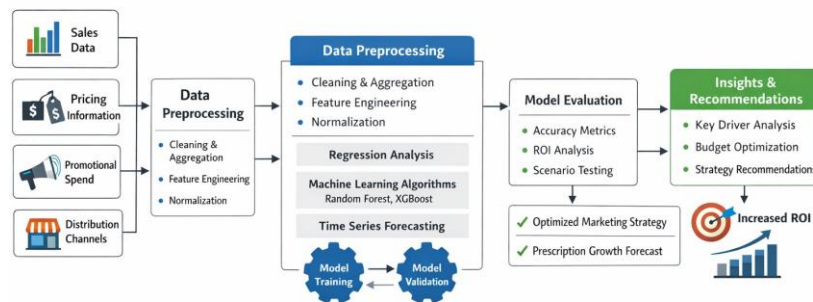 Sales
Data
Pricing
Information
Promotional
Spend
Distribution
Channels
Data
Preprocessing
• Cleaning &
Aggregation
• Feature Engineering
• Normalization
Data Preprocessing
• Cleaning & Aggregation
• Feature Engineering
• Normalization
Regression Analysis
Machine Learning Algorithms
Random Forest, XGBoost
Time Series Forecasting
Model
Training
Model
Validation
Model Evaluation
• Accuracy Metrics
• ROI Analysis
• Scenario Testing
✓ Optimized Marketing Strategy
✓ Prescription Growth Forecast
Insights &
Recommendations
• Key Driver Analysis
• Budget Optimization
• Strategy Recommendations
Increased ROI
$ $